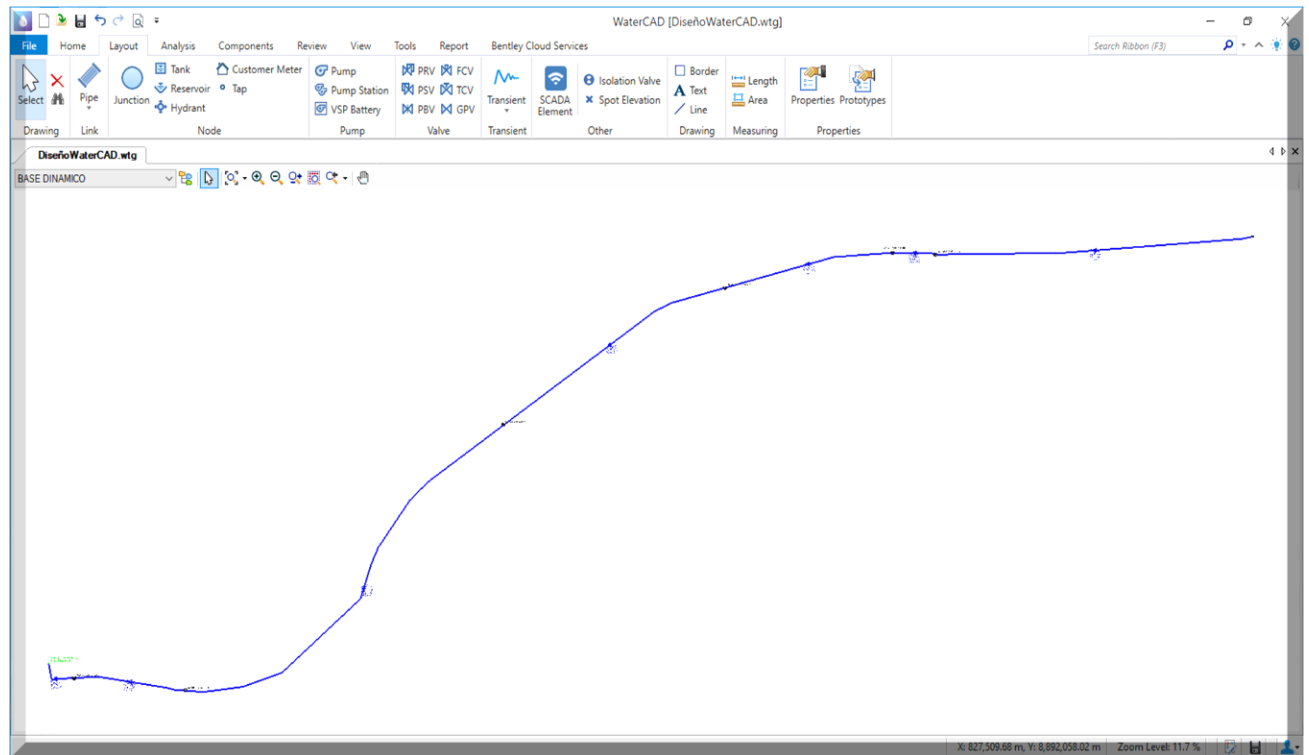 WaterCAD [DiseñoWaterCAD.wtg]
File Home Layout Analysis Components Review View Tools Report Bentley Cloud Services Search Ribbon (F3)
Select Pipe Junction Tank Reservoir Hydrant Customer Meter Tap Pump Pump Station VSP Battery PRV FCV PSV TCV PBV GPV Transient SCADA Element Isolation Valve Spot Elevation Border Text Line Length Area Properties Prototypes
Drawing Link Node Pump Valve Transient Other Drawing Measuring Properties
DiseñoWaterCAD.wtg
BASE DINAMICO
X: 827,509.68 m, Y: 8,892,058.02 m Zoom Level: 11.7 %